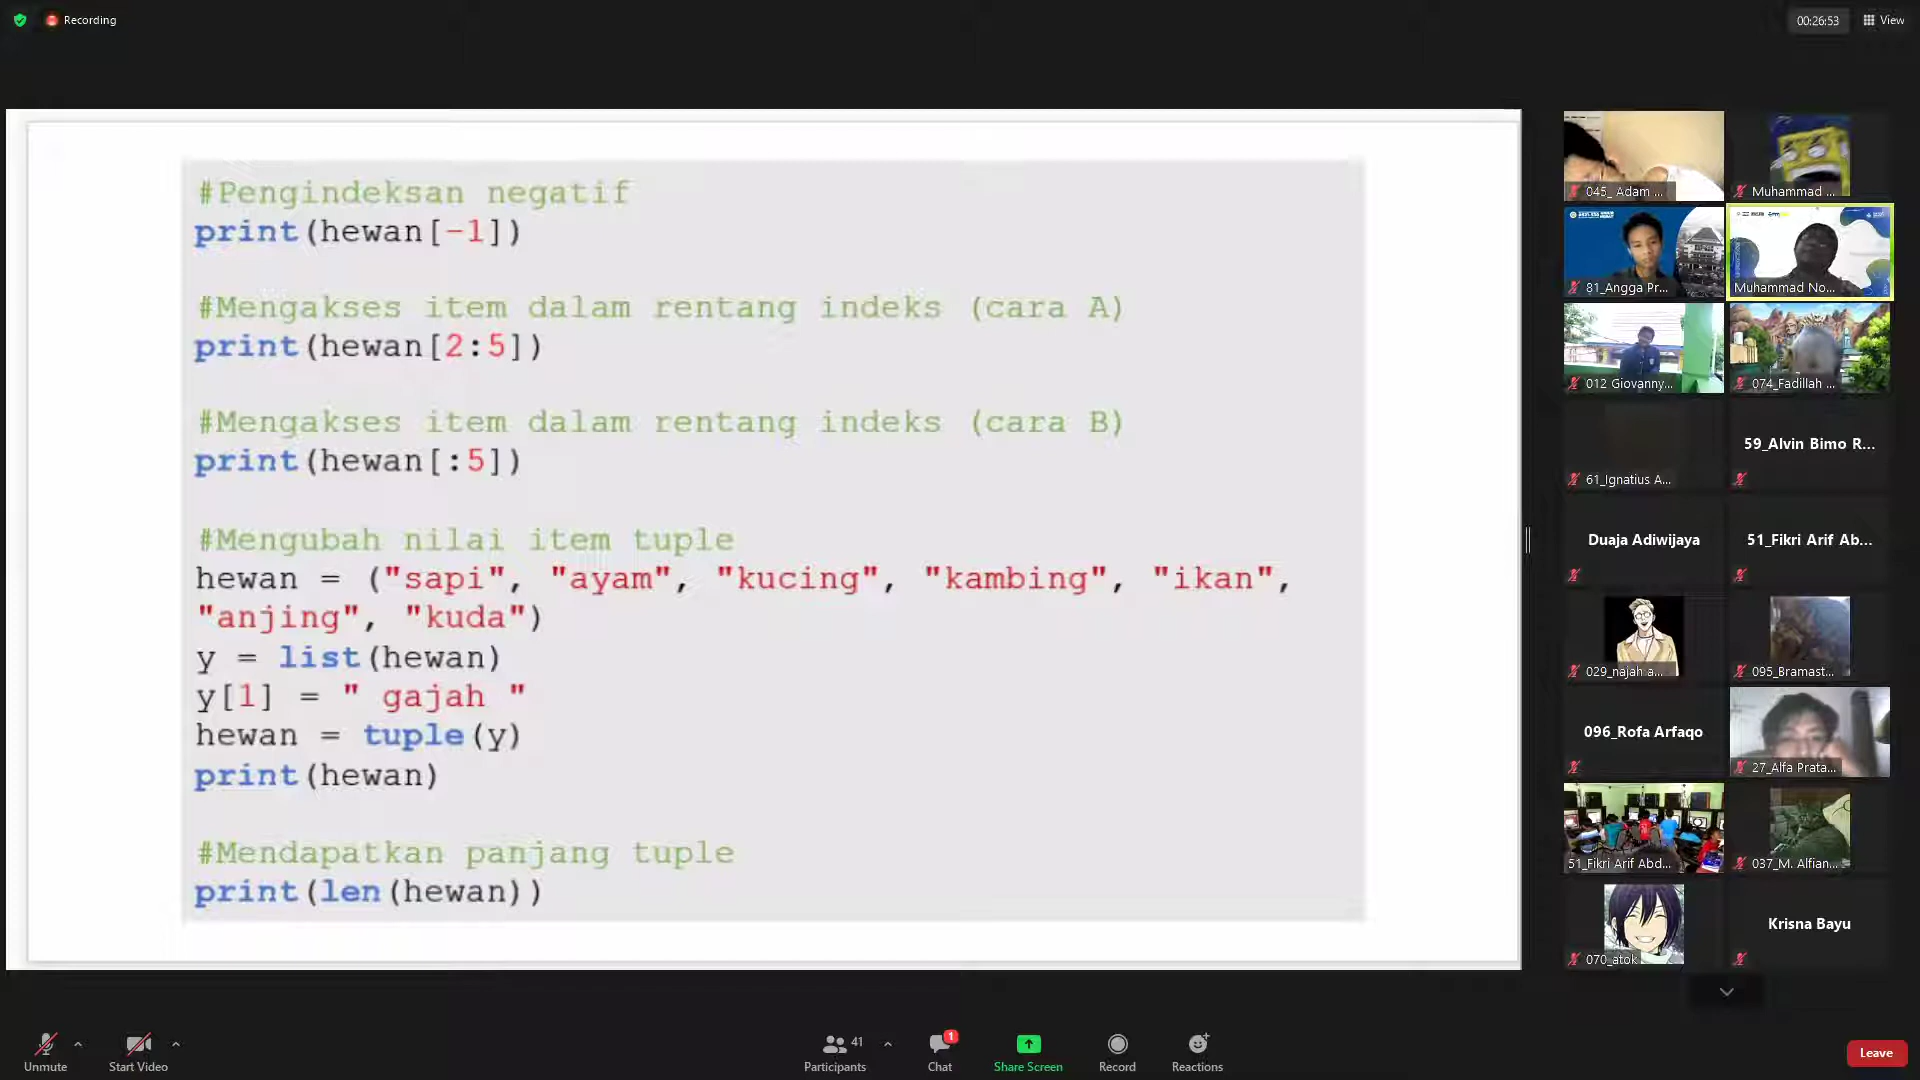 Recording
00:26:53
View
#Pengindeksan negatif
print(hewan[-1])
#Mengakses item dalam rentang indeks (cara A)
print(hewan[2:5])
#Mengakses item dalam rentang indeks (cara B)
print(hewan[:5])
#Mengubah nilai item tuple
hewan = ("sapi", "ayam", "kucing", "kambing", "ikan",
"anjing", "kuda")
y = list(hewan)
y[1] = " gajah "
hewan = tuple(y)
print(hewan)
#Mendapatkan panjang tuple
print(len(hewan))
045_ Adam ...
Muhammad ...
81_Angga Pr...
Muhammad No...
012 Giovanny...
074_Fadillah ...
61_Ignatius A...
59_Alvin Bimo R...
Duaja Adiwijaya
51_Fikri Arif Ab...
029_najah a...
095_Bramast...
096_Rofa Arfaqo
27_Alfa Prata...
51_Fikri Arif Abd...
037_M. Alfian...
070_atok
Krisna Bayu
Unmute
Start Video
Participants
41
Chat
1
Share Screen
Record
Reactions
Leave